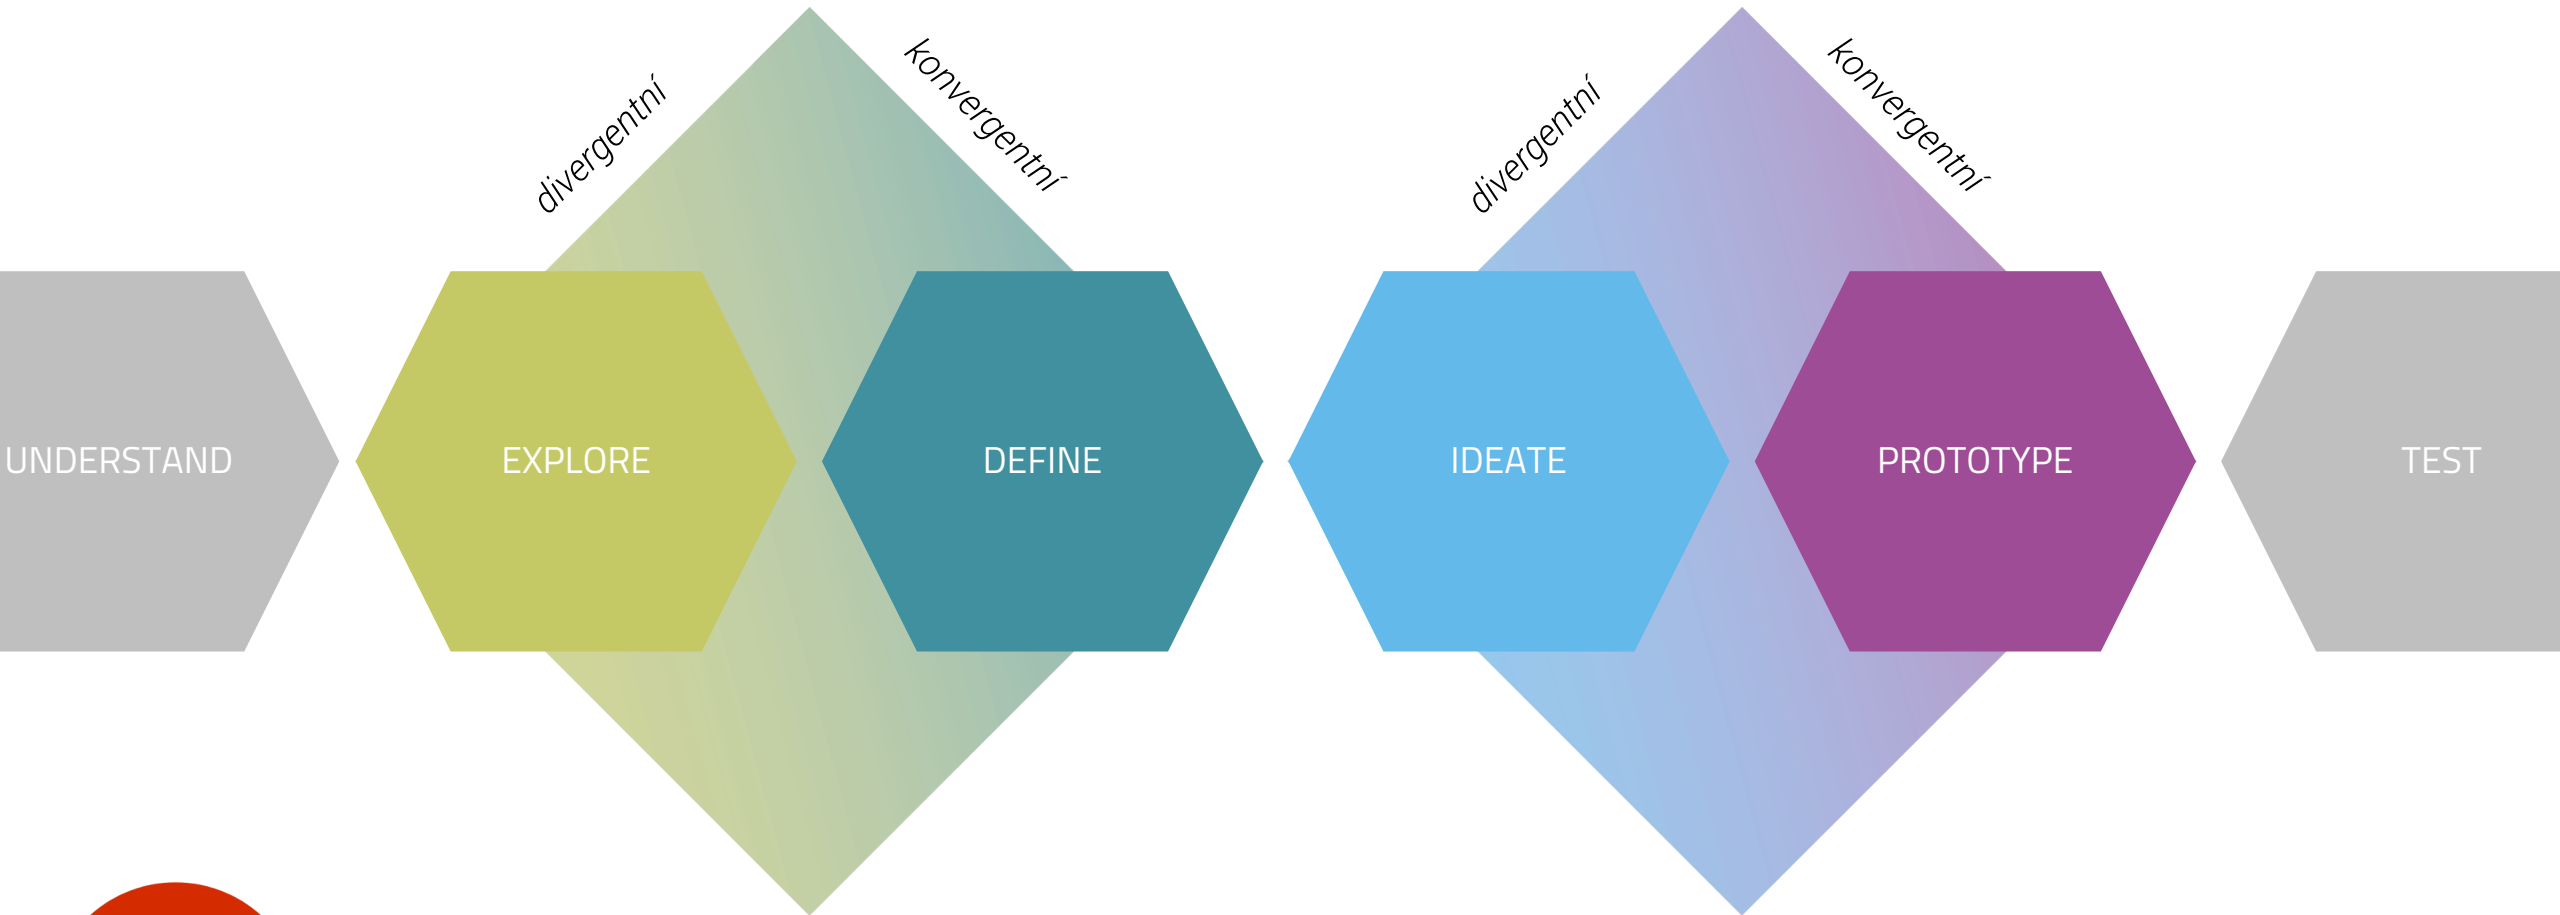 divergentní
konvergentní
divergentní
konvergentní
UNDERSTAND
EXPLORE
DEFINE
IDEATE
PROTOTYPE
TEST